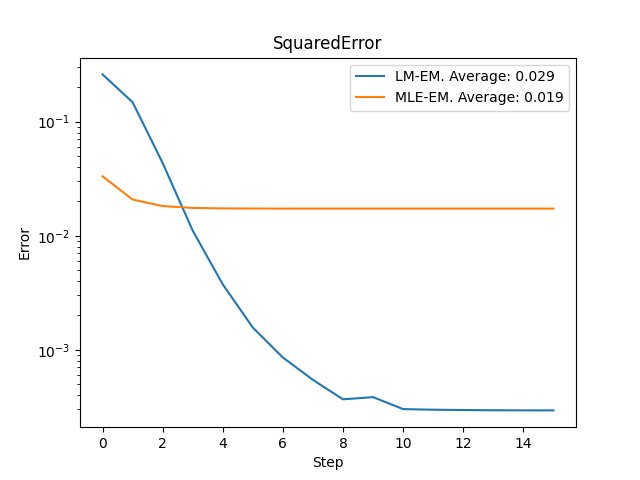 SquaredError
LM-EM. Average: 0.029
MLE-EM. Average: 0.019
Error
10⁻¹
10⁻²
10⁻³
0 2 4 6 8 10 12 14
Step